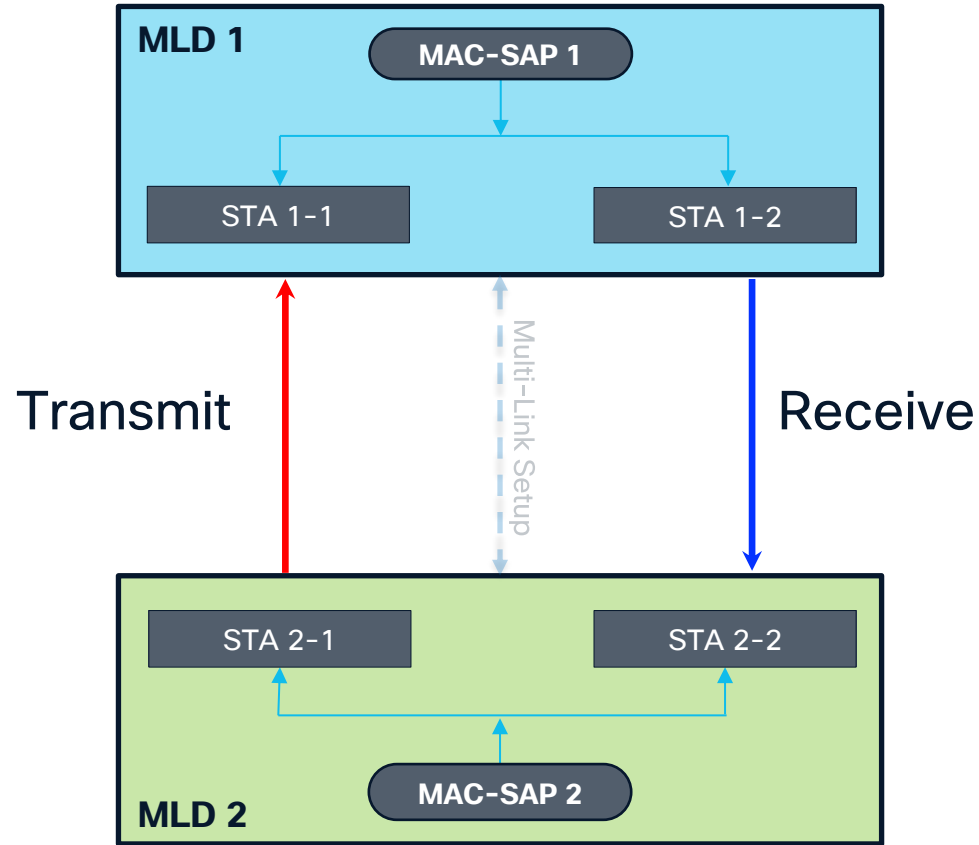 MLD 1
MAC-SAP 1
STA 1-1
STA 1-2
Transmit
Multi-Link Setup
Receive
STA 2-1
STA 2-2
MAC-SAP 2
MLD 2